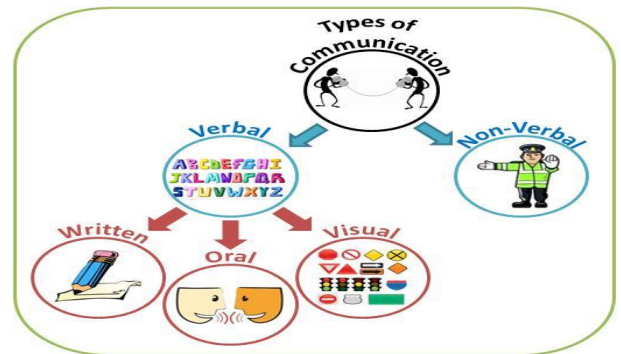 Types of
Communication
Verbal
Non-Verbal
ABCDEFGHI
JKLMNOPQR
STUVWXYZ
Written
Oral
Visual